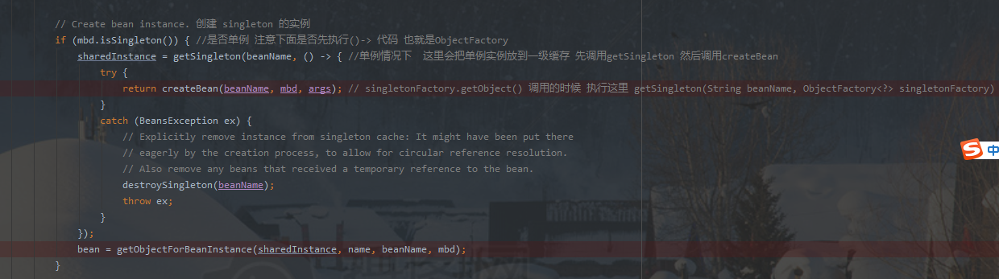 // Create bean instance. 创建 singleton 的实例
if (mbd.isSingleton()) { //是否单例 注意下面是否先执行()-> 代码 也就是ObjectFactory
sharedInstance = getSingleton(beanName, () -> { //单例情况下  这里会把单例实例放到一级缓存 先调用getSingleton 然后调用createBean
try {
return createBean(beanName, mbd, args); // singletonFactory.getObject() 调用的时候 执行这里 getSingleton(String beanName, ObjectFactory<?> singletonFactory)
}
catch (BeansException ex) {
// Explicitly remove instance from singleton cache: It might have been put there
// eagerly by the creation process, to allow for circular reference resolution.
// Also remove any beans that received a temporary reference to the bean.
destroySingleton(beanName);
throw ex;
}
});
bean = getObjectForBeanInstance(sharedInstance, name, beanName, mbd);
}
S 中